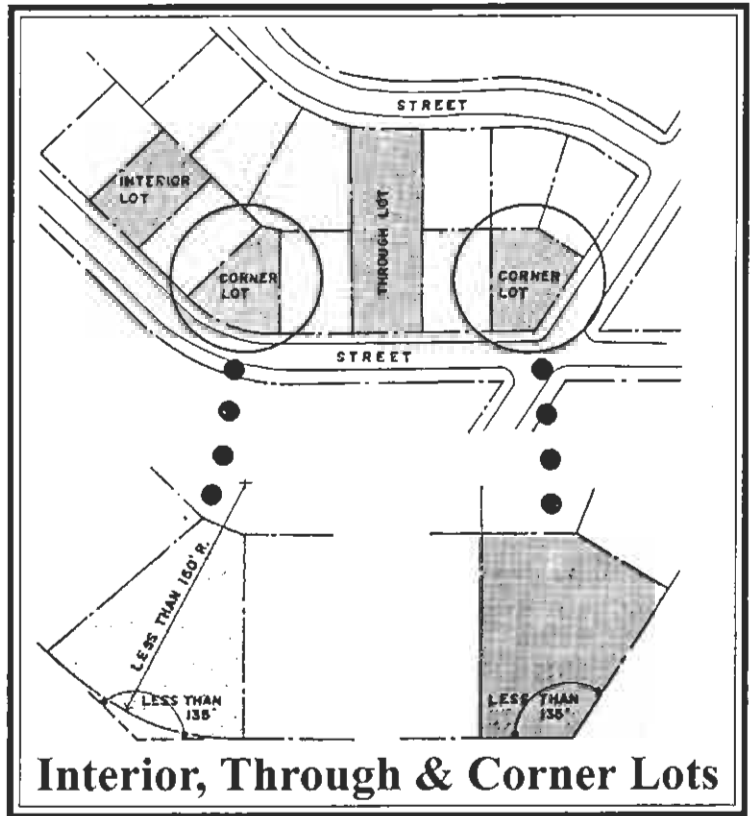 STREET
INTERIOR
LOT
THROUGH LOT
CORNER
LOT
CORNER
LOT
STREET
LESS THAN 150' R.
LESS THAN
135°
LESS THAN
135°
Interior, Through & Corner Lots